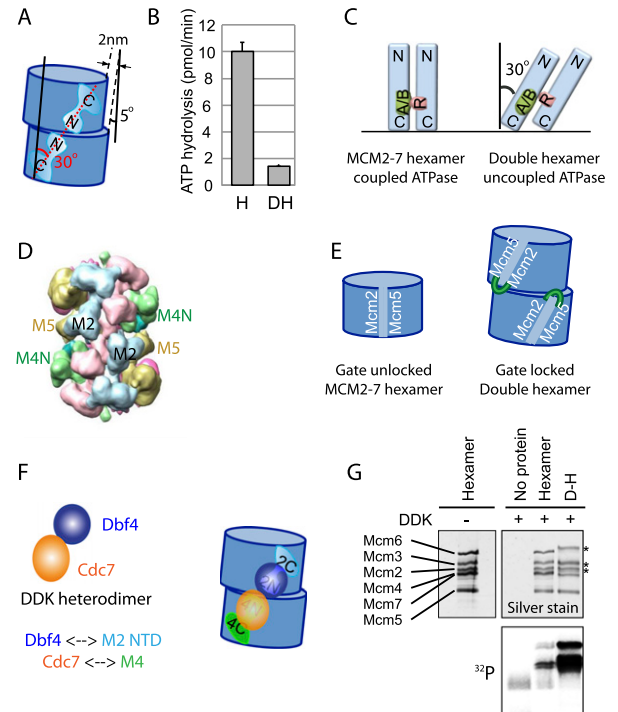 A
2nm
5°
C
N
N
C
30°
B
ATP hydrolysis (pmol/min)
12
10
8
6
4
2
0
H
DH
C
N
N
A/B
R
C
C
MCM2-7 hexamer
coupled ATPase
30°
N
N
A/B
R
C
C
Double hexamer
uncoupled ATPase
D
M4N
M5
M2
M2
M5
M4N
E
Mcm2
Mcm5
Gate unlocked
MCM2-7 hexamer
Mcm5
Mcm2
Mcm2
Mcm5
Gate locked
Double hexamer
F
Dbf4
Cdc7
DDK heterodimer
Dbf4 <--> M2 NTD
Cdc7 <--> M4
2C
2N
4N
4C
G
Hexamer
No protein
Hexamer
D-H
DDK - + + +
Mcm6
Mcm3
Mcm2
Mcm4
Mcm7
Mcm5
*
*
*
Silver stain
32P